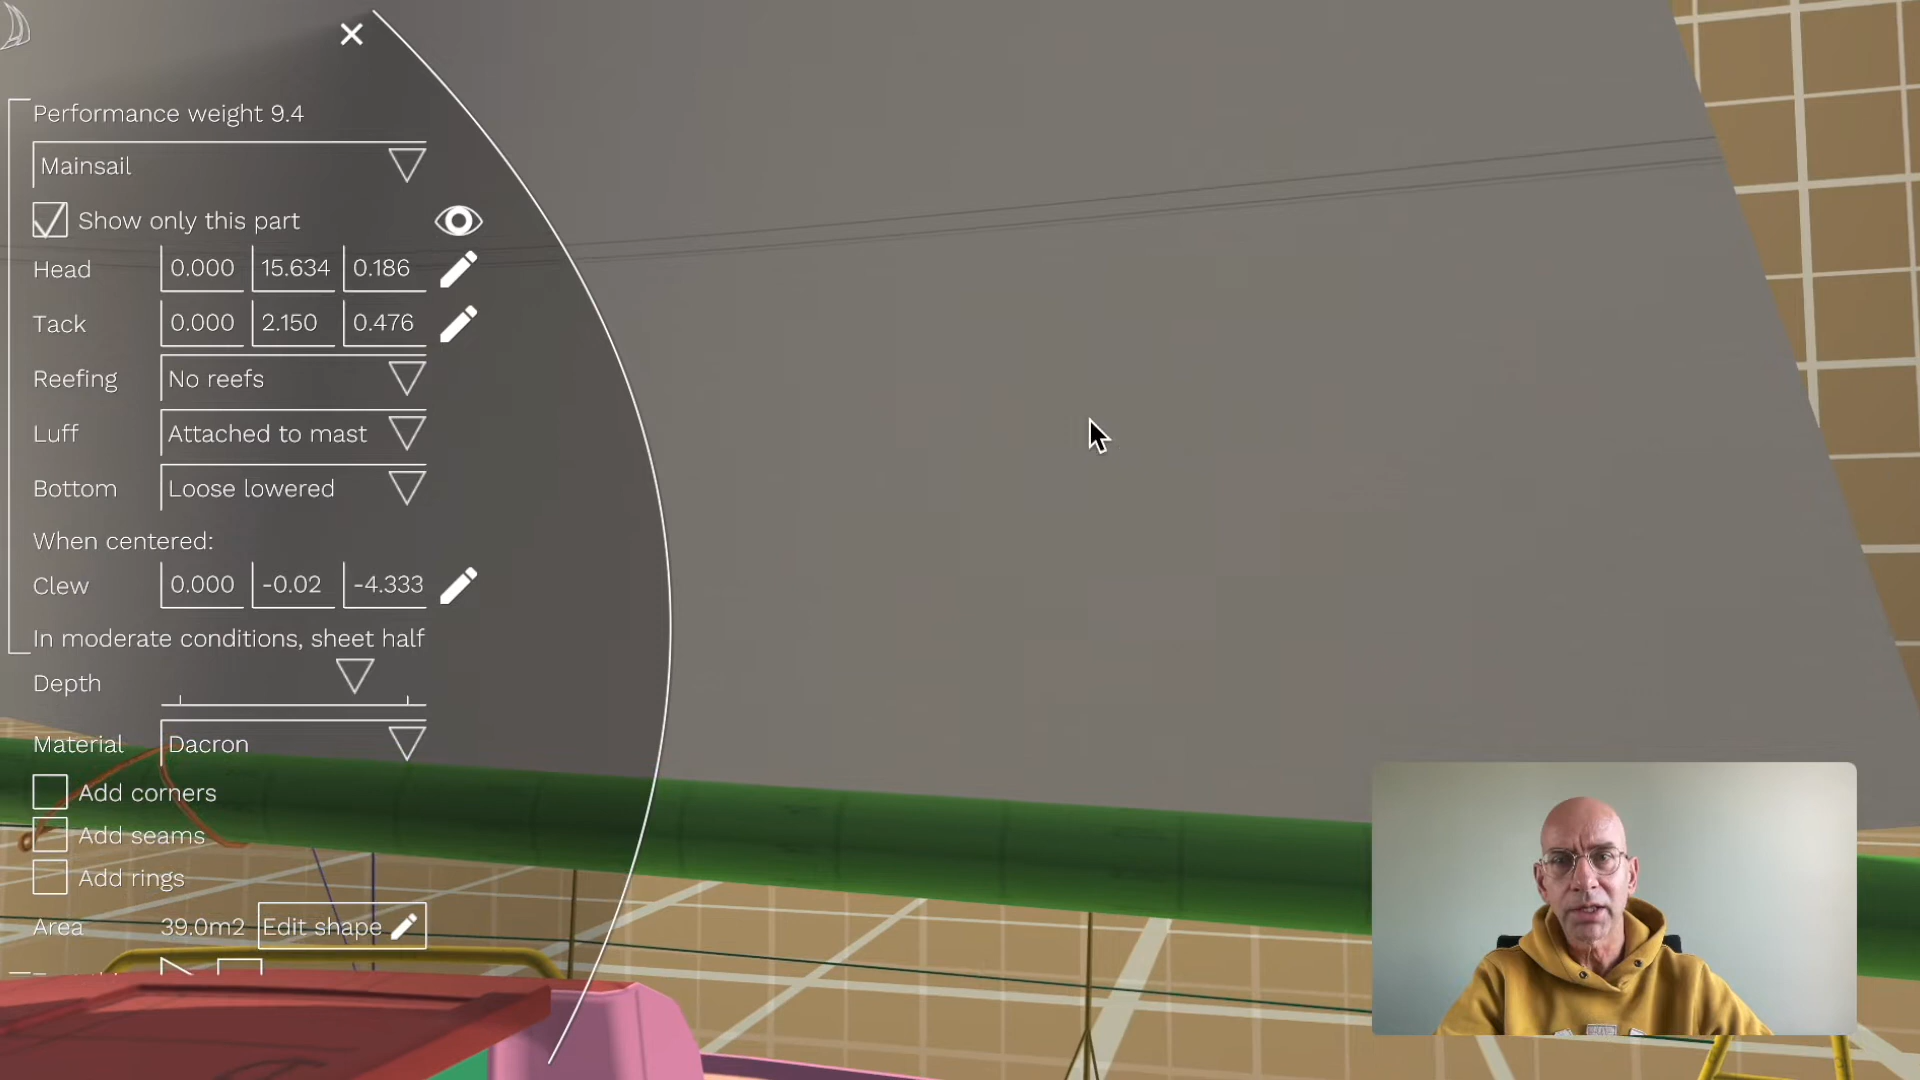 Performance weight 9.4
Mainsail
Show only this part
Head 0.000 15.634 0.186
Tack 0.000 2.150 0.476
Reefing No reefs
Luff Attached to mast
Bottom Loose lowered
When centered:
Clew 0.000 -0.02 -4.333
In moderate conditions, sheet half
Depth
Material Dacron
Add corners
Add seams
Add rings
Area 39.0m2 Edit shape